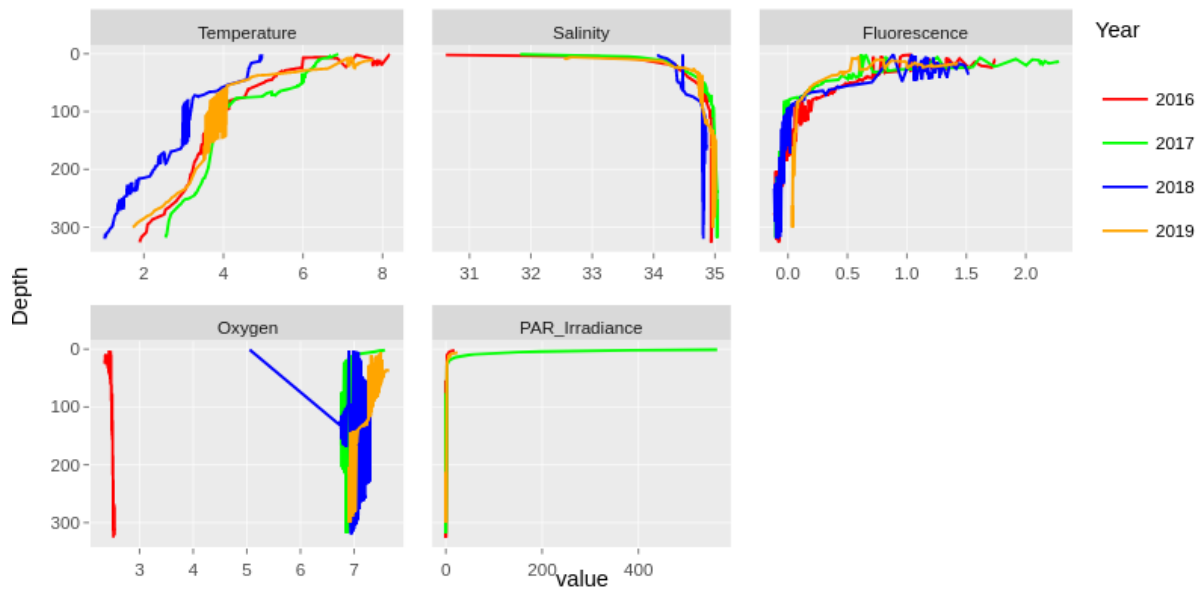 Temperature
Salinity
Fluorescence
Year
0
100
200
300
2016
2017
2018
2019
2 4 6 8
31 32 33 34 35
0.0 0.5 1.0 1.5 2.0
Depth
Oxygen
PAR_Irradiance
0
100
200
300
3 4 5 6 7
0 200 400
value